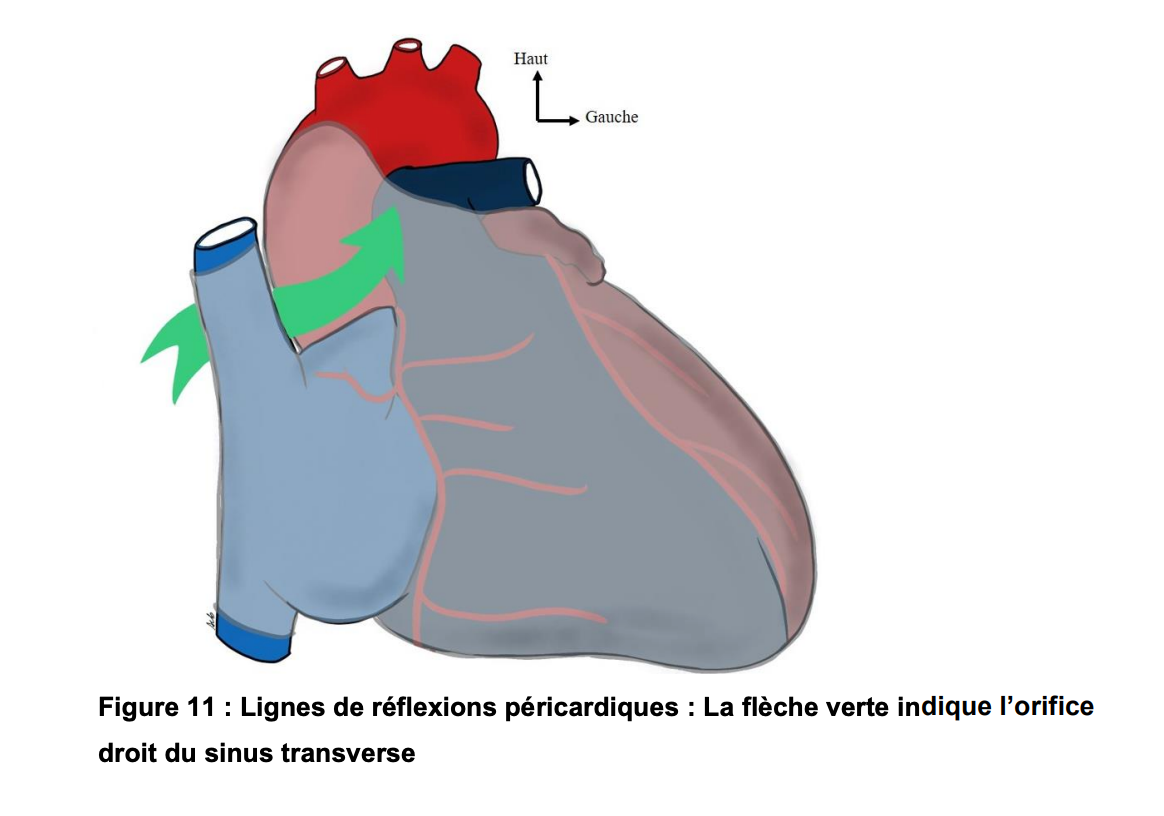 Haut
Gauche
Figure 11 : Lignes de réflexions péricardiques : La flèche verte indique l’orifice
droit du sinus transverse